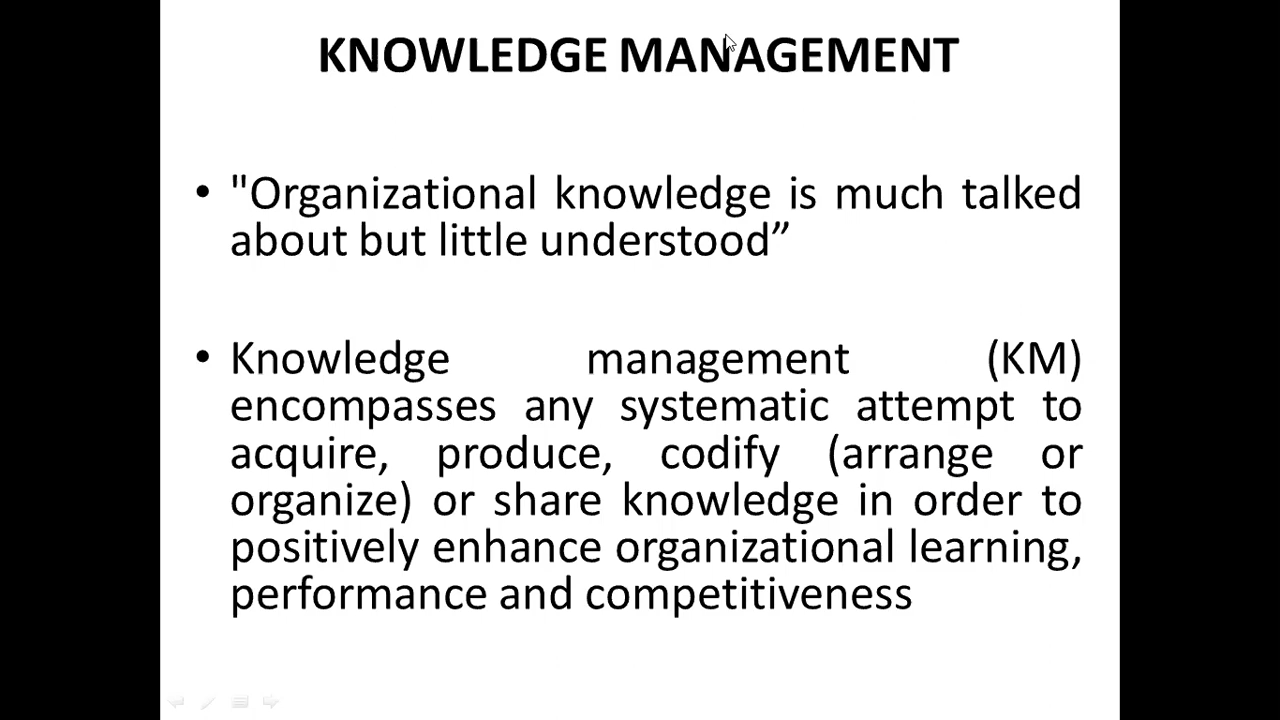 KNOWLEDGE MANAGEMENT
• "Organizational knowledge is much talked
about but little understood”
• Knowledge management (KM)
encompasses any systematic attempt to
acquire, produce, codify (arrange or
organize) or share knowledge in order to
positively enhance organizational learning,
performance and competitiveness